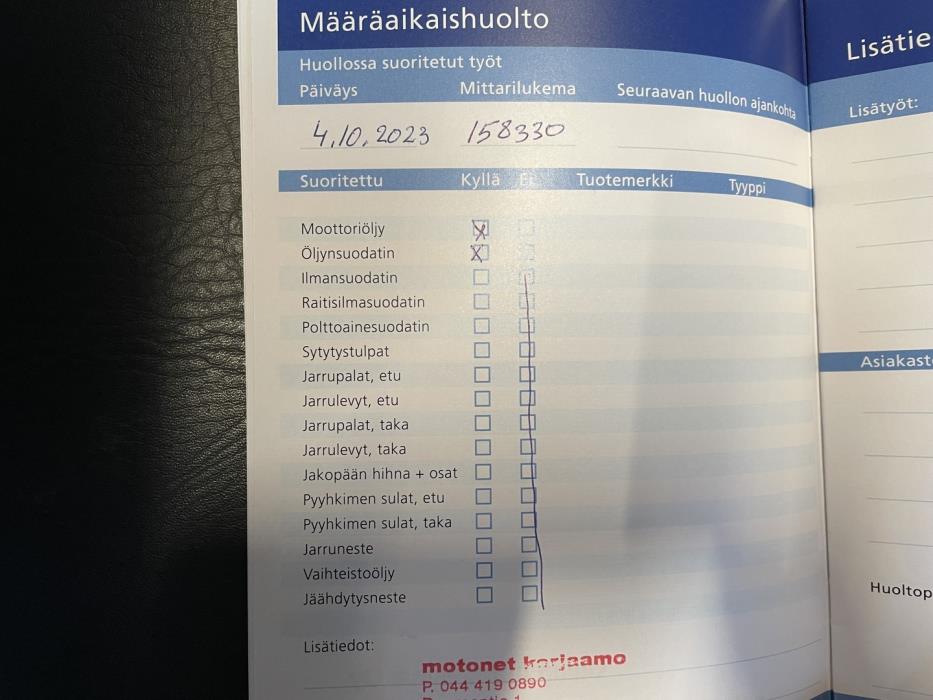 Määräaikaishuolto
Huollossa suoritetut työt
Päiväys Mittarilukema Seuraavan huollon ajankohta
4.10.2023 158330
Suoritettu Kyllä Ei Tuotemerkki Tyyppi
Moottoriöljy X
Öljynsuodatin X
Ilmansuodatin
Raitisilmasuodatin
Polttoainesuodatin
Sytytystulpat
Jarrupalat, etu
Jarrulevyt, etu
Jarrupalat, taka
Jarrulevyt, taka
Jakopään hihna + osat
Pyyhkimen sulat, etu
Pyyhkimen sulat, taka
Jarruneste
Vaihteistoöljy
Jäähdytysneste
Lisätiedot:
motonet korjaamo
P. 044 419 0890
Lisätie
Lisätyöt:
Asiakast
Huoltop